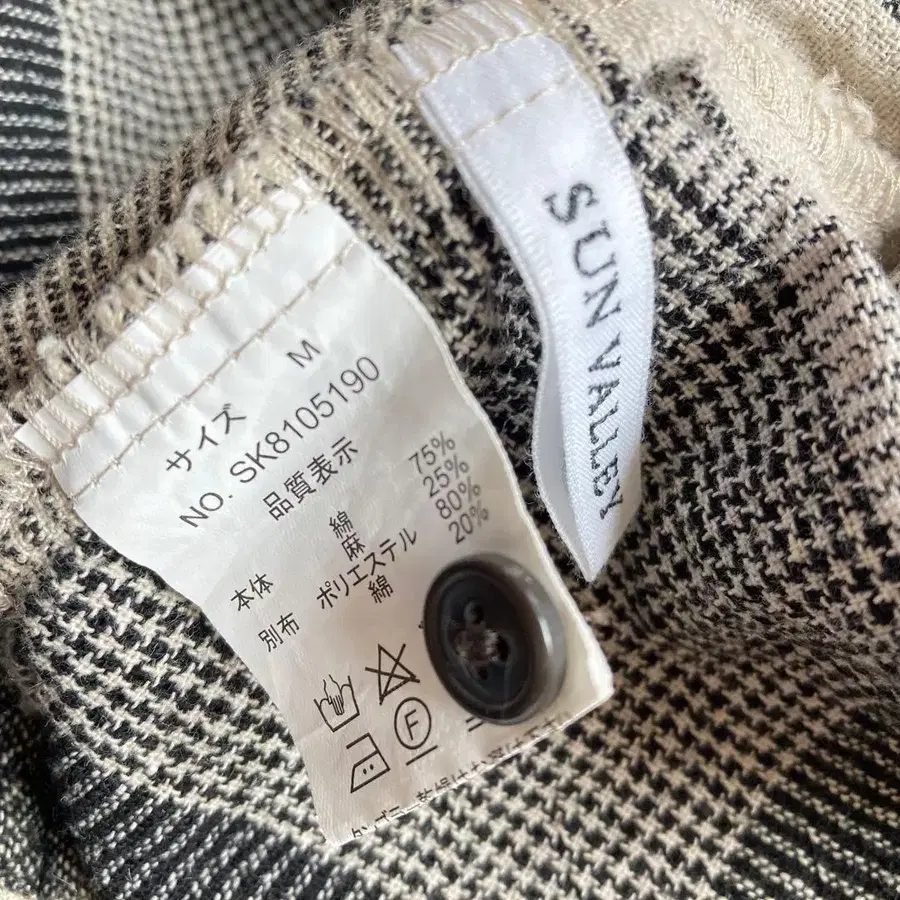 SUN VALLEY
サイズ M
NO. SK8105190
品質表示
本体 綿 75%
麻 25%
別布 ポリエステル 80%
綿 20%
F